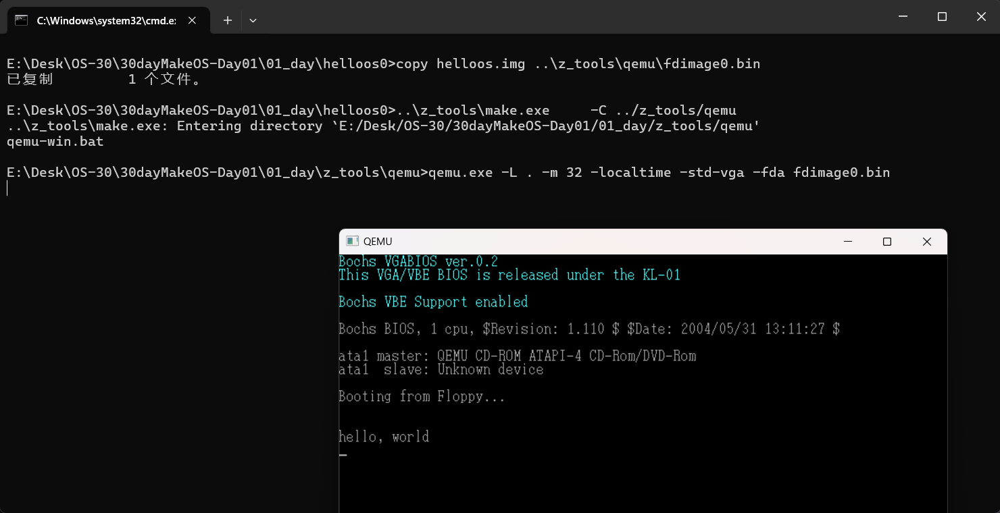 C:\Windows\system32\cmd.e
E:\Desk\OS-30\30dayMakeOS-Day01\01_day\helloos0>copy helloos.img ..\z_tools\qemu\fdimage0.bin
已复制         1 个文件。
E:\Desk\OS-30\30dayMakeOS-Day01\01_day\helloos0>..\z_tools\make.exe     -C ../z_tools/qemu
..\z_tools\make.exe: Entering directory `E:/Desk/OS-30/30dayMakeOS-Day01/01_day/z_tools/qemu'
qemu-win.bat
E:\Desk\OS-30\30dayMakeOS-Day01\01_day\z_tools\qemu>qemu.exe -L . -m 32 -localtime -std-vga -fda fdimage0.bin
QEMU
Bochs VGABIOS ver.0.2
This VGA/VBE BIOS is released under the KL-01
Bochs VBE Support enabled
Bochs BIOS, 1 cpu, $Revision: 1.110 $ $Date: 2004/05/31 13:11:27 $
ata1 master: QEMU CD-ROM ATAPI-4 CD-Rom/DVD-Rom
ata1  slave: Unknown device
Booting from Floppy...
hello, world